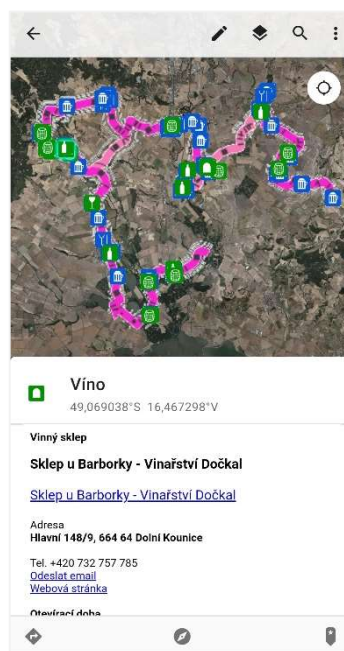 Víno
49,069038°S 16,467298°V
Vinný sklep
Sklep u Barborky - Vinařství Dočkal
Sklep u Barborky - Vinařství Dočkal
Adresa
Hlavní 148/9, 664 64 Dolní Kounice
Tel. +420 732 757 785
Odeslat email
Webová stránka
Otevírací doba